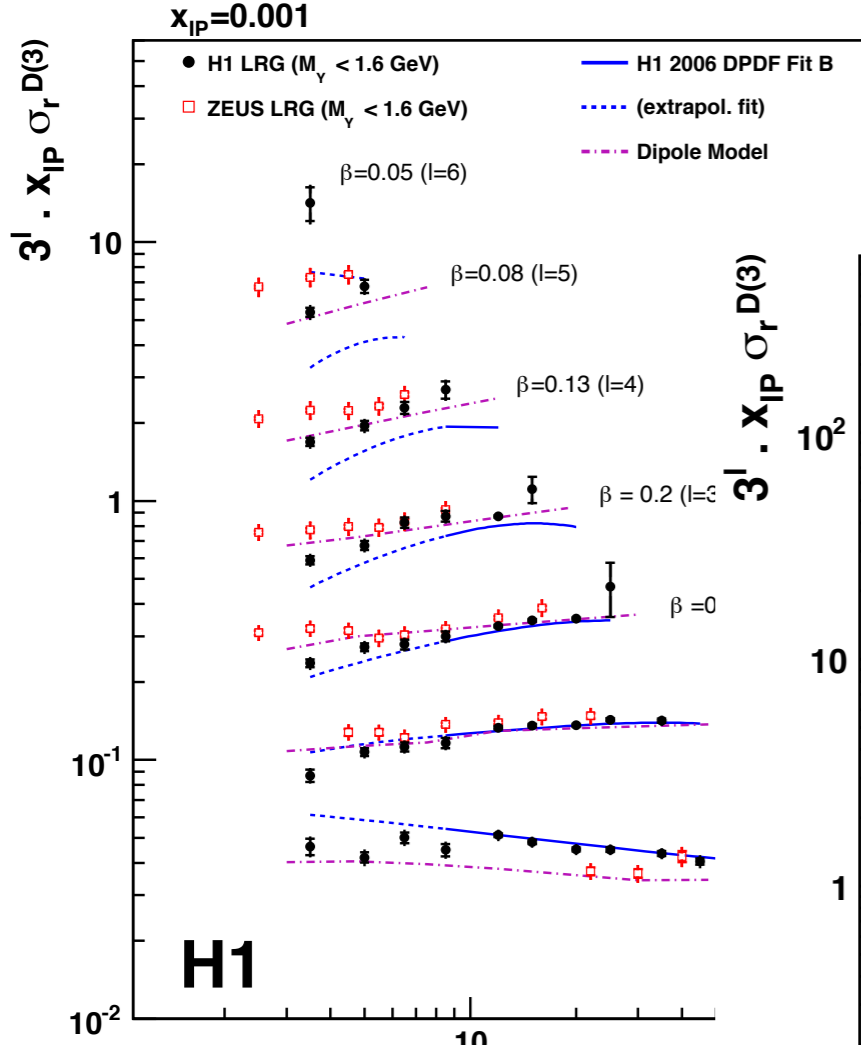 x_IP=0.001
3^l . x_IP σ_r^D(3)
H1 LRG (M_Y < 1.6 GeV)
ZEUS LRG (M_Y < 1.6 GeV)
H1 2006 DPDF Fit B
(extrapol. fit)
Dipole Model
β=0.05 (l=6)
10
β=0.08 (l=5)
β=0.13 (l=4)
1
β = 0.2 (l=3
β =0
10^-1
10^-2
H1
10
3^l . x_IP σ_r^D(3)
10^2
10
1